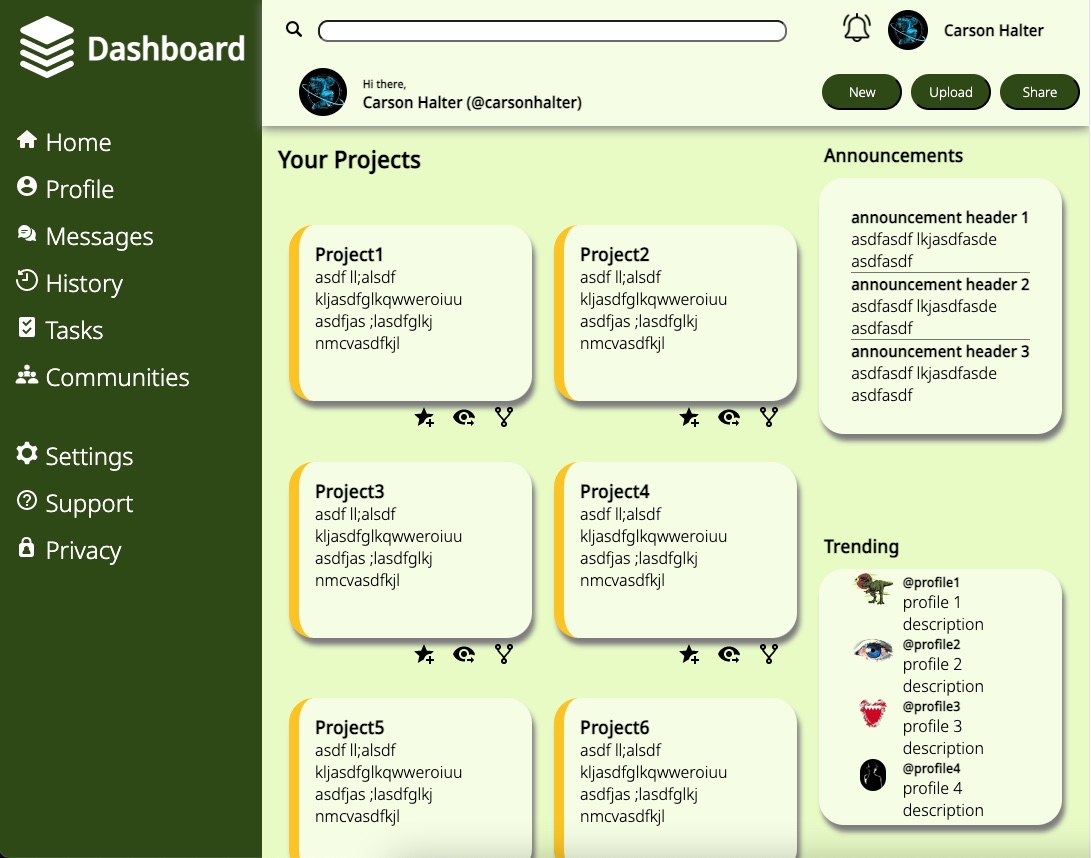 Dashboard
Home
Profile
Messages
History
Tasks
Communities
Settings
Support
Privacy
Carson Halter
Hi there,
Carson Halter (@carsonhalter)
New
Upload
Share
Your Projects
Project1
asdf ll;alsdf
kljasdfglkqwweroiuu
asdfjas ;lasdfglkj
nmcvasdfkjl
Project2
asdf ll;alsdf
kljasdfglkqwweroiuu
asdfjas ;lasdfglkj
nmcvasdfkjl
Project3
asdf ll;alsdf
kljasdfglkqwweroiuu
asdfjas ;lasdfglkj
nmcvasdfkjl
Project4
asdf ll;alsdf
kljasdfglkqwweroiuu
asdfjas ;lasdfglkj
nmcvasdfkjl
Project5
asdf ll;alsdf
kljasdfglkqwweroiuu
asdfjas ;lasdfglkj
nmcvasdfkjl
Project6
asdf ll;alsdf
kljasdfglkqwweroiuu
asdfjas ;lasdfglkj
nmcvasdfkjl
Announcements
announcement header 1
asdfasdf lkjasdfasde
asdfasdf
announcement header 2
asdfasdf lkjasdfasde
asdfasdf
announcement header 3
asdfasdf lkjasdfasde
asdfasdf
Trending
@profile1
profile 1
description
@profile2
profile 2
description
@profile3
profile 3
description
@profile4
profile 4
description